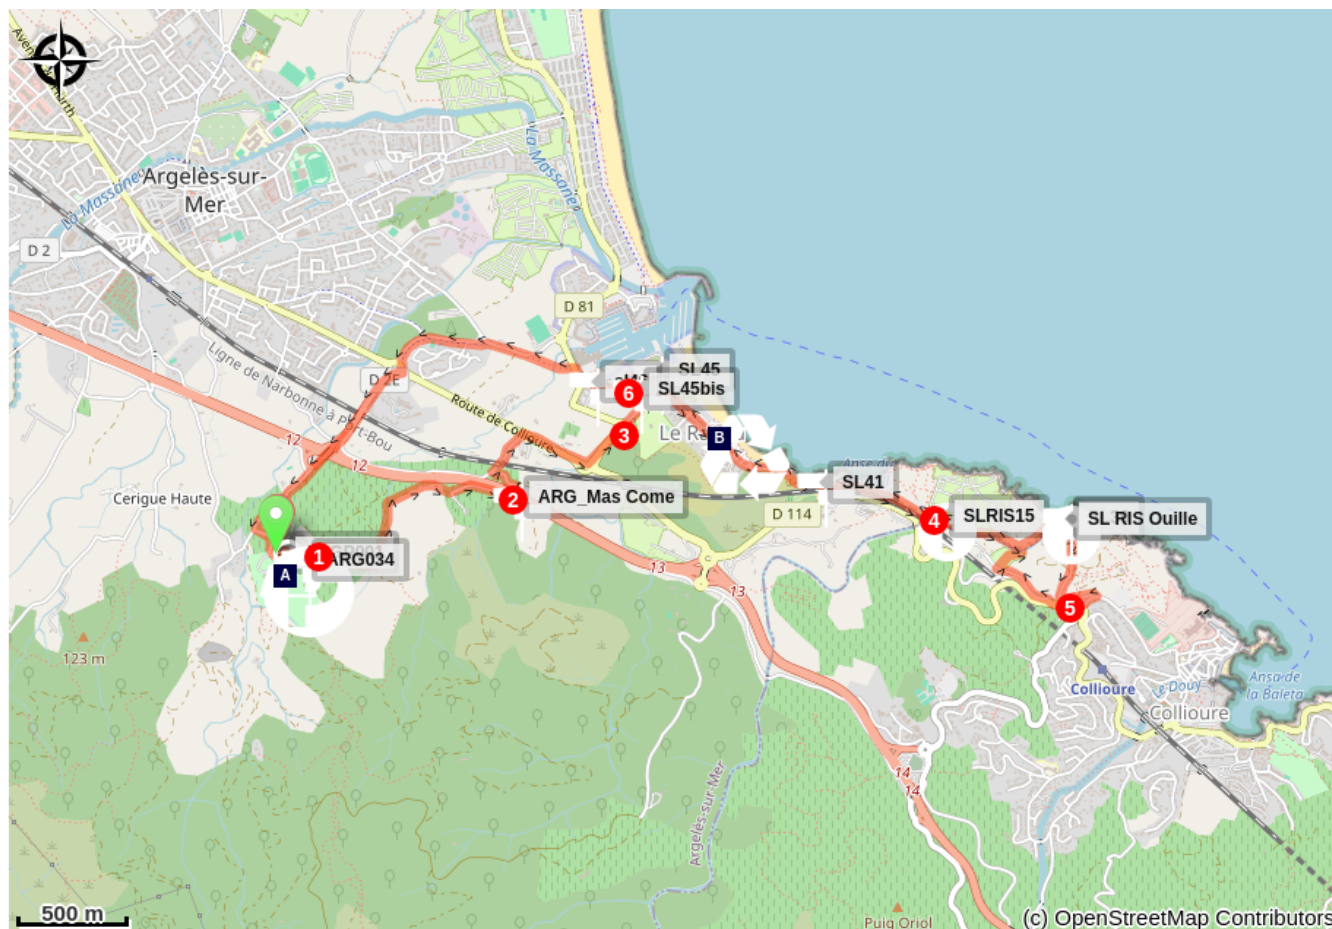 La Massane
Argelès-sur-
Mer
La Massane
D 2
D 81
Ligne de Narbonne à Port-Bou
D 2E
SL45
SL45bis
6
Route de Collioure
3
B
12
12
Cerigue Haute
2
ARG_Mas Come
SL41
D 114
4
SLRIS15
SL RIS Ouille
1
ARG034
A
13
13
5
123 m
Collioure
Le Douy
Anse de
la Baleta
Collioure
14
14
Argelès-sur-Mer
Puig Oriol
500 m
(c) OpenStreetMap Contributors